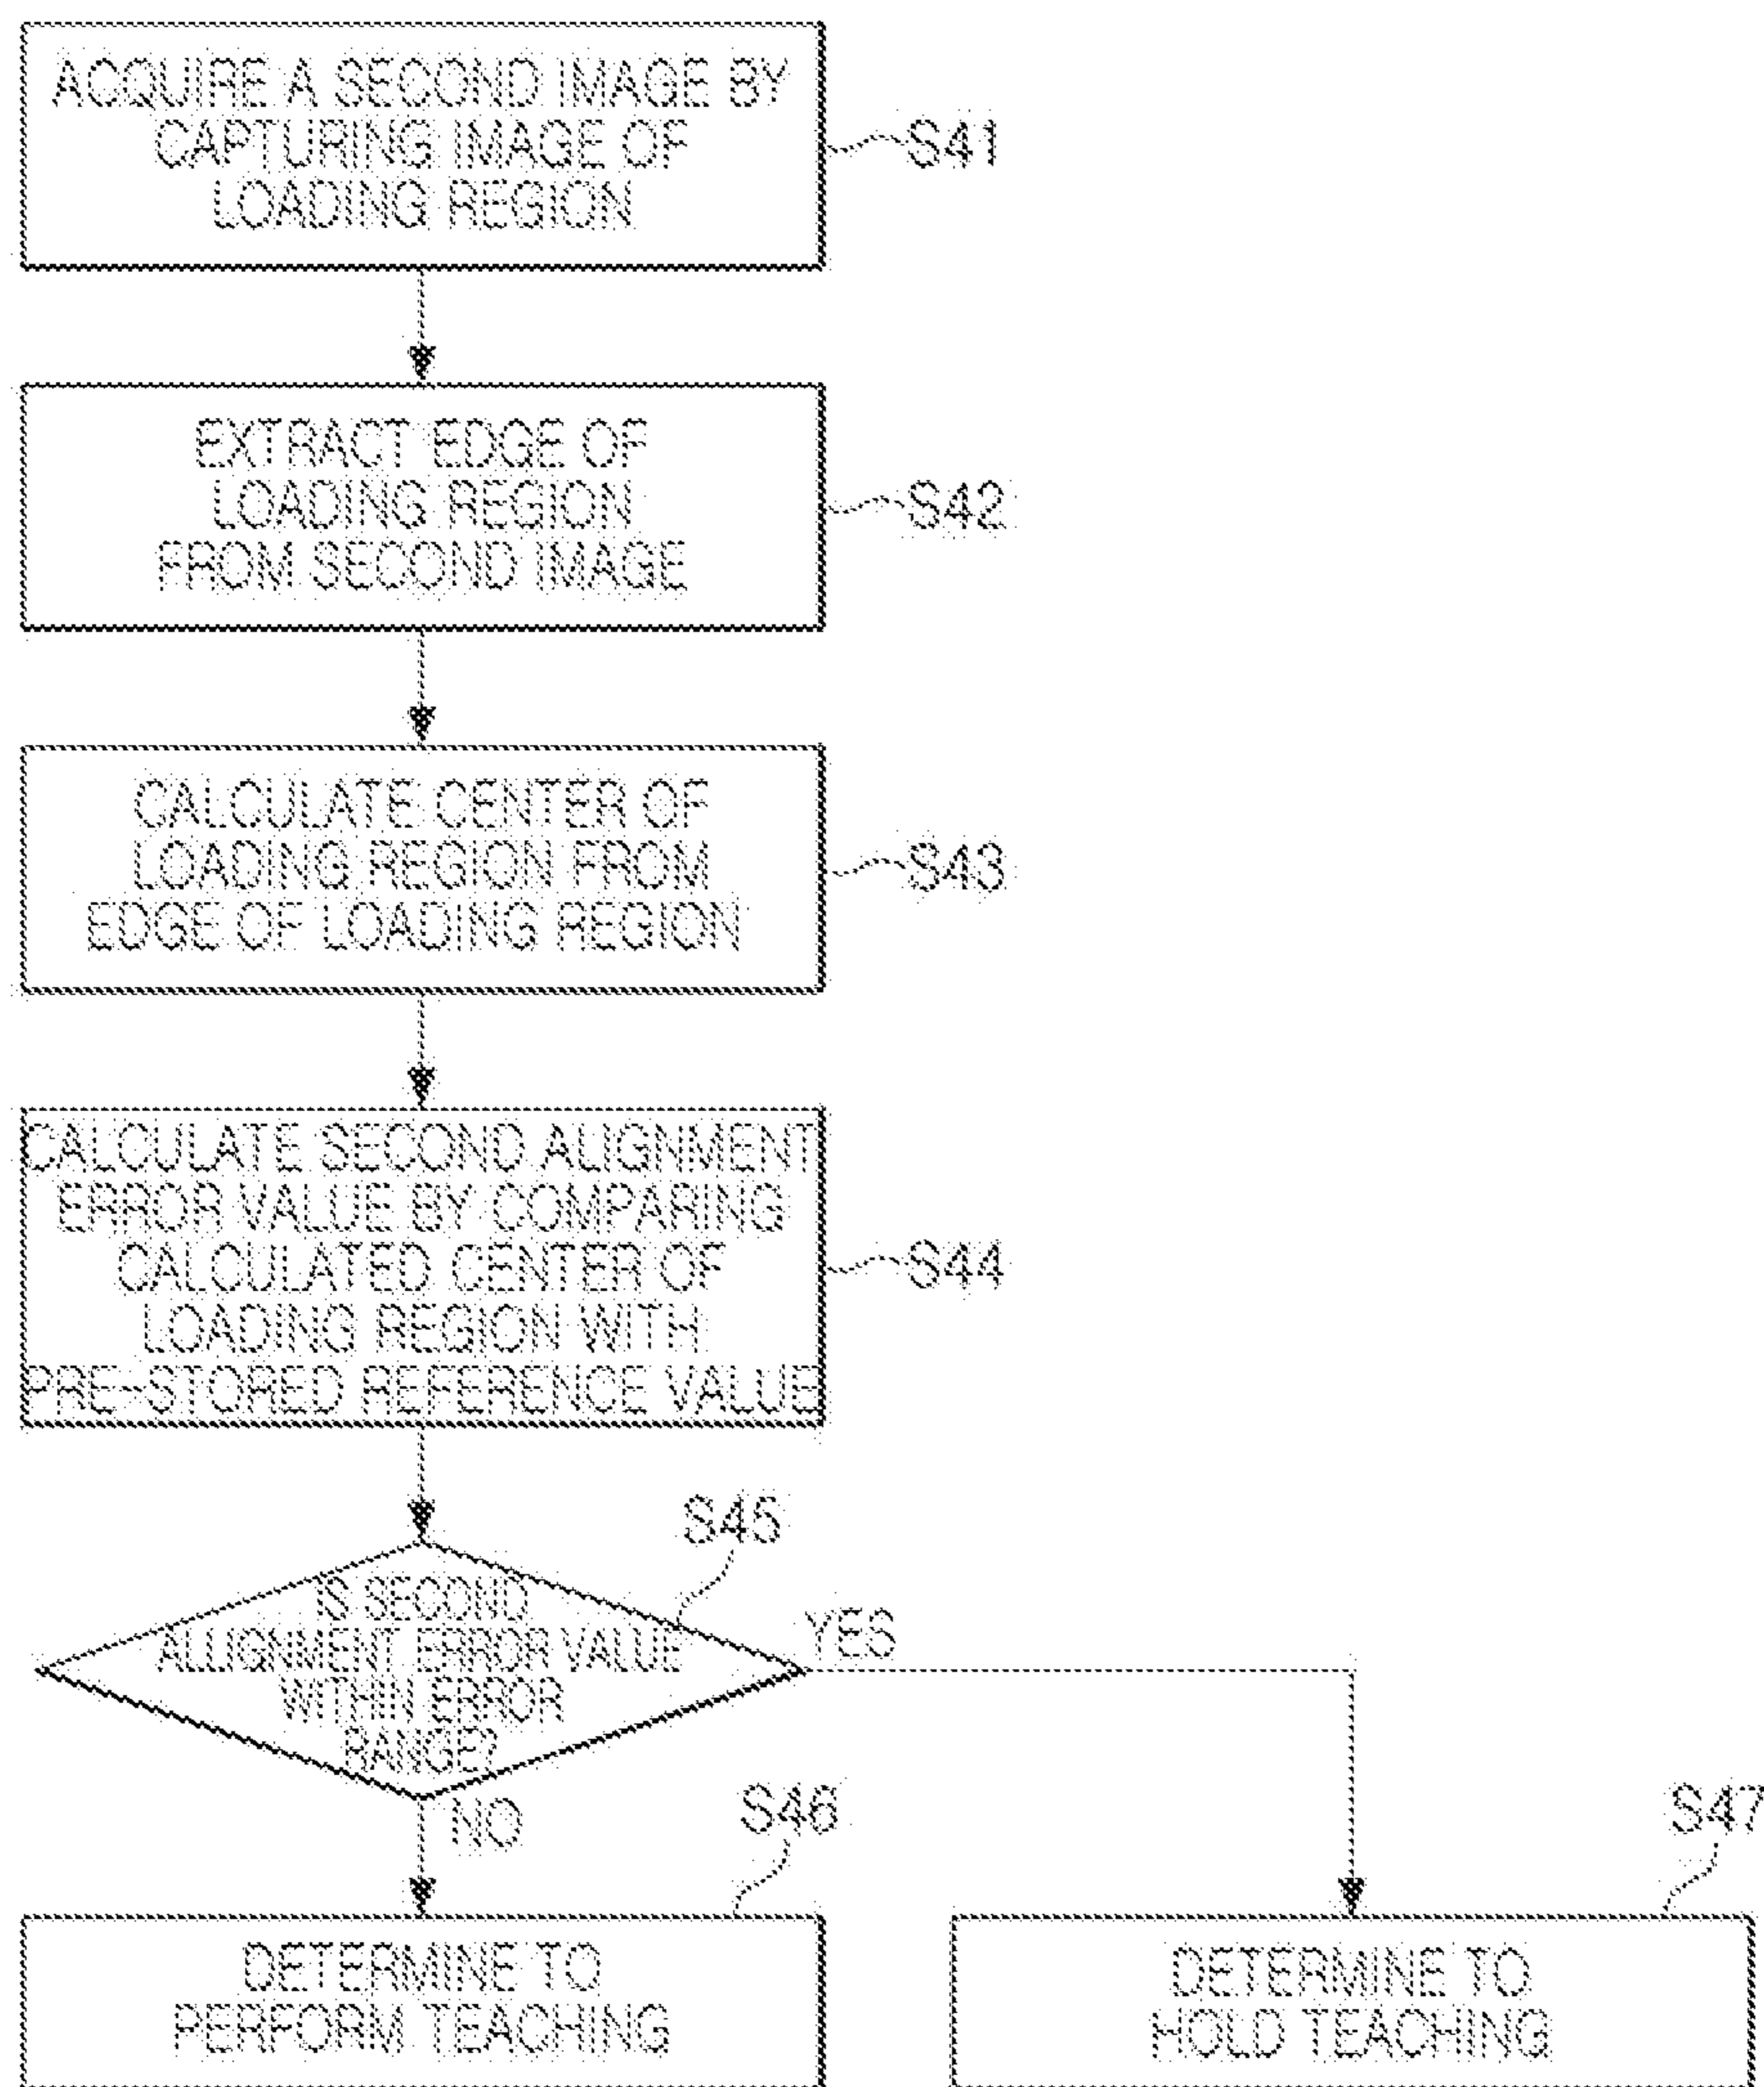 ACQUIRE A SECOND IMAGE BY
CAPTURING IMAGE OF
LOADING REGION
S41
EXTRACT EDGE OF
LOADING REGION
FROM SECOND IMAGE
S42
CALCULATE CENTER OF
LOADING REGION FROM
EDGE OF LOADING REGION
S43
CALCULATE SECOND ALIGNMENT
ERROR VALUE BY COMPARING
CALCULATED CENTER OF
LOADING REGION WITH
PRE-STORED REFERENCE VALUE
S44
S45
IS SECOND
ALLIGNMENT ERROR VALUE
WITHIN ERROR
RANGE?
YES
NO
S46
DETERMINE TO
PERFORM TEACHING
S47
DETERMINE TO
HOLD TEACHING